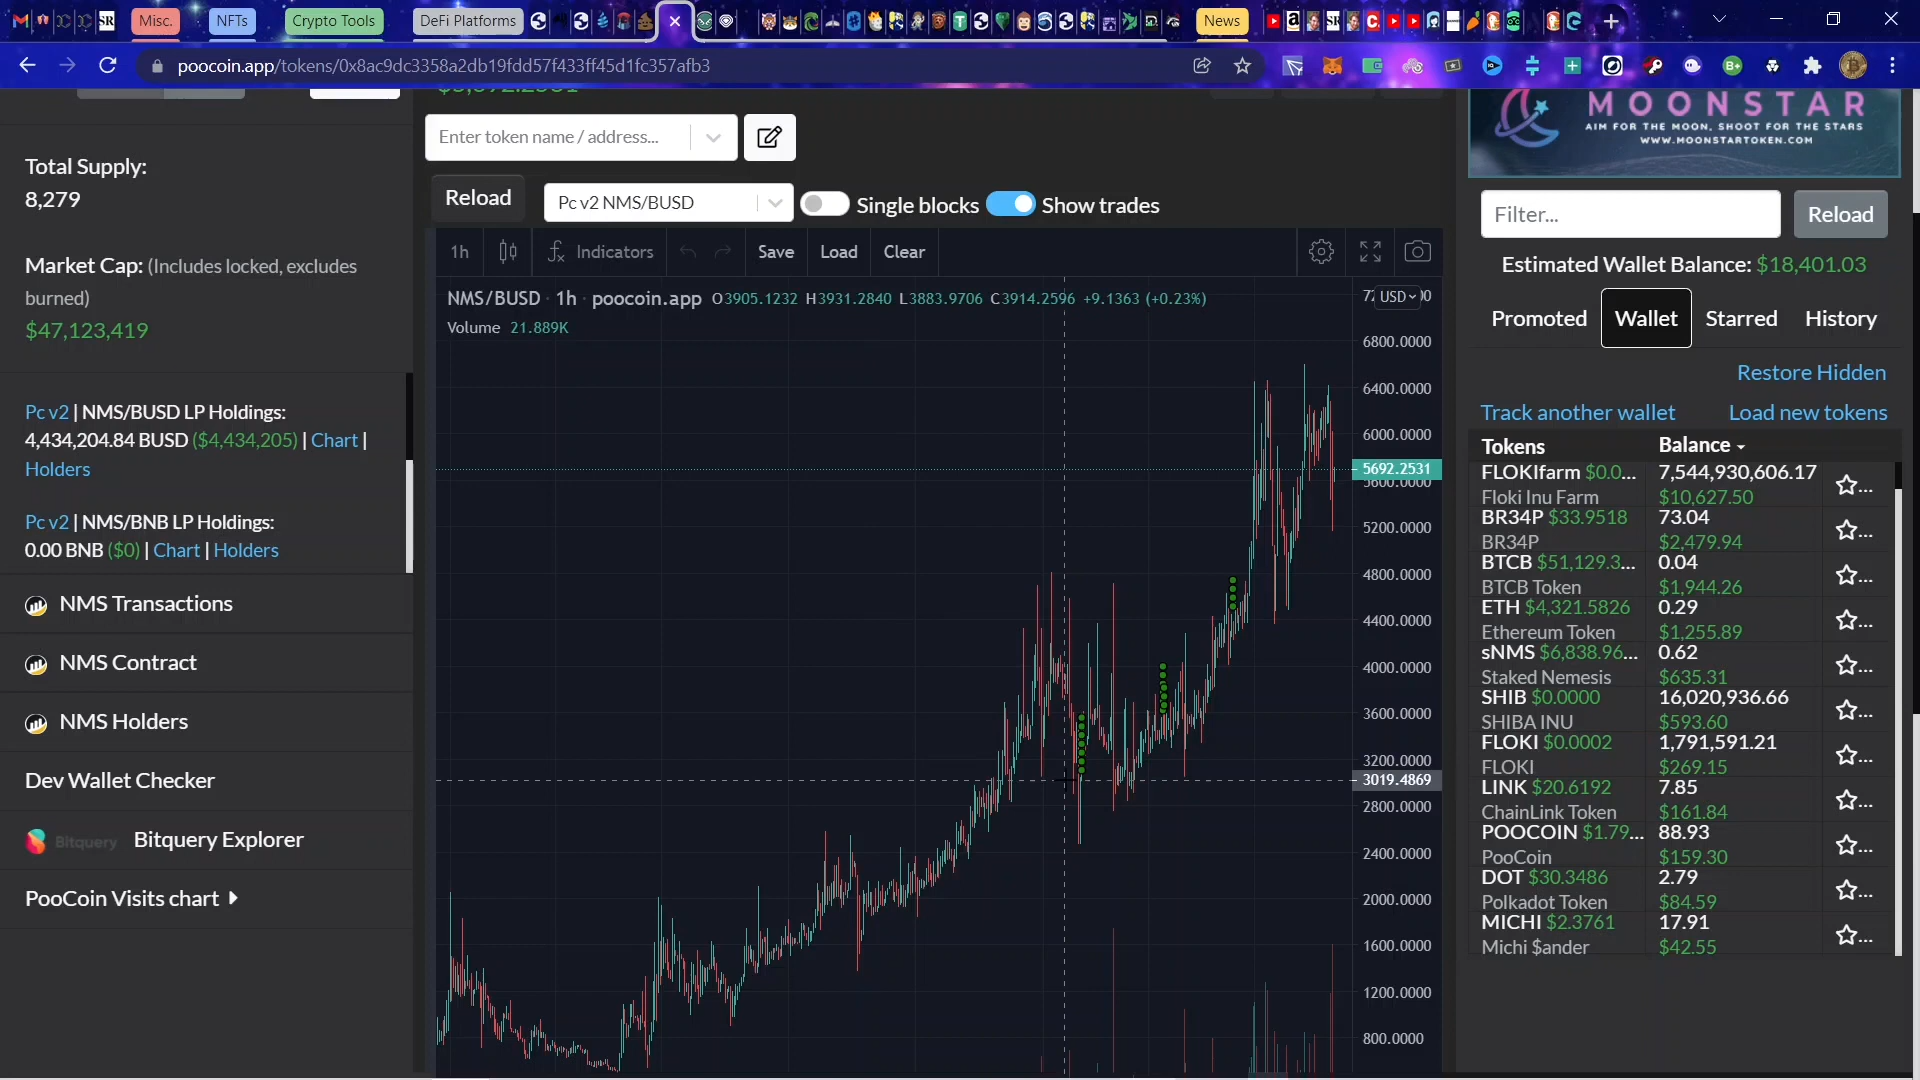 Misc.
NFTs
Crypto Tools
DeFi Platforms
News
poocoin.app/tokens/0x8ac9dc3358a2db19fdd57f433ff45d1fc357afb3
Total Supply:
8,279
Market Cap: (Includes locked, excludes
burned)
$47,123,419
Pc v2 | NMS/BUSD LP Holdings:
4,434,204.84 BUSD ($4,434,205) | Chart |
Holders
Pc v2 | NMS/BNB LP Holdings:
0.00 BNB ($0) | Chart | Holders
NMS Transactions
NMS Contract
NMS Holders
Dev Wallet Checker
Bitquery Bitquery Explorer
PooCoin Visits chart
Enter token name / address...
Reload
Pc v2 NMS/BUSD
Single blocks
Show trades
1h
Indicators
Save
Load
Clear
NMS/BUSD · 1h · poocoin.app O3905.1232 H3931.2840 L3883.9706 C3914.2596 +9.1363 (+0.23%)
Volume 21.889K
USD
6800.0000
6400.0000
6000.0000
5692.2531
5600.0000
5200.0000
4800.0000
4400.0000
4000.0000
3600.0000
3200.0000
3019.4869
2800.0000
2400.0000
2000.0000
1600.0000
1200.0000
800.0000
MOONSTAR
AIM FOR THE MOON, SHOOT FOR THE STARS
WWW.MOONSTARTOKEN.COM
Filter...
Reload
Estimated Wallet Balance: $18,401.03
Promoted
Wallet
Starred
History
Restore Hidden
Track another wallet
Load new tokens
Tokens Balance
FLOKIfarm $0.0... 7,544,930,606.17
Floki Inu Farm $10,627.50
BR34P $33.9518 73.04
BR34P $2,479.94
BTCB $51,129.3... 0.04
BTCB Token $1,944.26
ETH $4,321.5826 0.29
Ethereum Token $1,255.89
sNMS $6,838.96... 0.62
Staked Nemesis $635.31
SHIB $0.0000 16,020,936.66
SHIBA INU $593.60
FLOKI $0.0002 1,791,591.21
FLOKI $269.15
LINK $20.6192 7.85
ChainLink Token $161.84
POOCOIN $1.79... 88.93
PooCoin $159.30
DOT $30.3486 2.79
Polkadot Token $84.59
MICHI $2.3761 17.91
Michi $ander $42.55